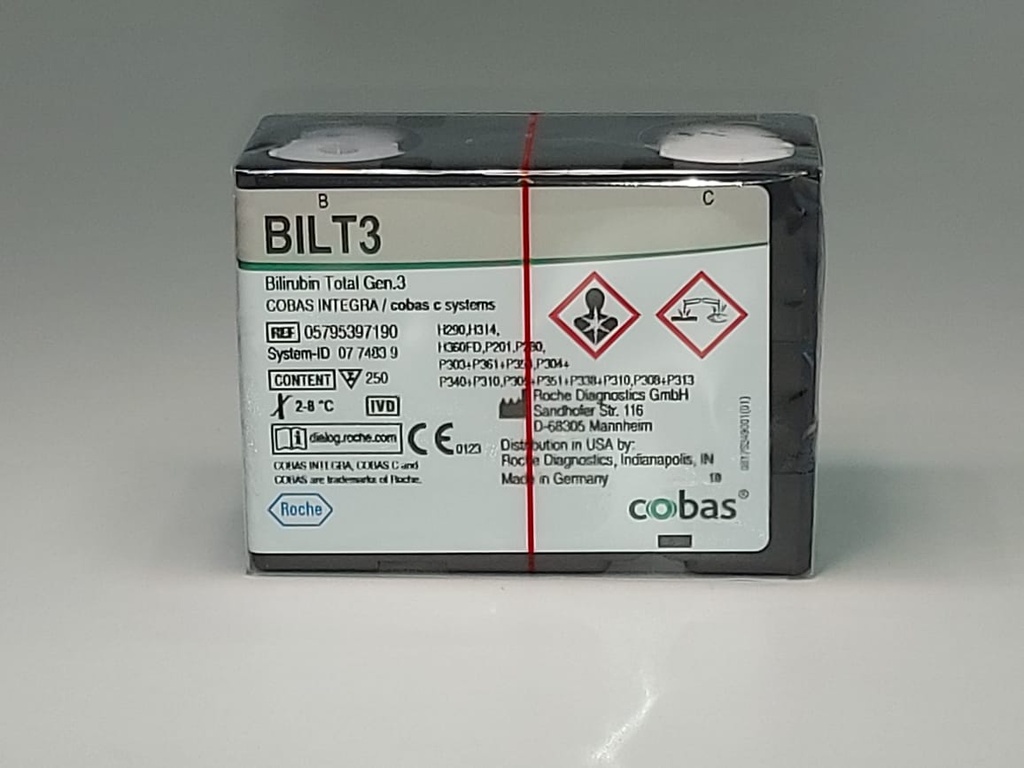 B
C
BILT3
Bilirubin Total Gen.3
COBAS INTEGRA / cobas c systems
REF 05795397190
System-ID 07 7483 9
CONTENT 250
2-8 °C IVD
dialog.roche.com
CE 0123
COBAS INTEGRA, COBAS C and
COBAS are trademarks of Roche.
Roche
H290,H314,
H360FD,P201,P280,
P303+P361+P353,P304+
P340+P310,P305+P351+P338+P310,P308+P313
Roche Diagnostics GmbH
Sandhofer Str. 116
D-68305 Mannheim
Distribution in USA by:
Roche Diagnostics, Indianapolis, IN
Made in Germany
cobas®